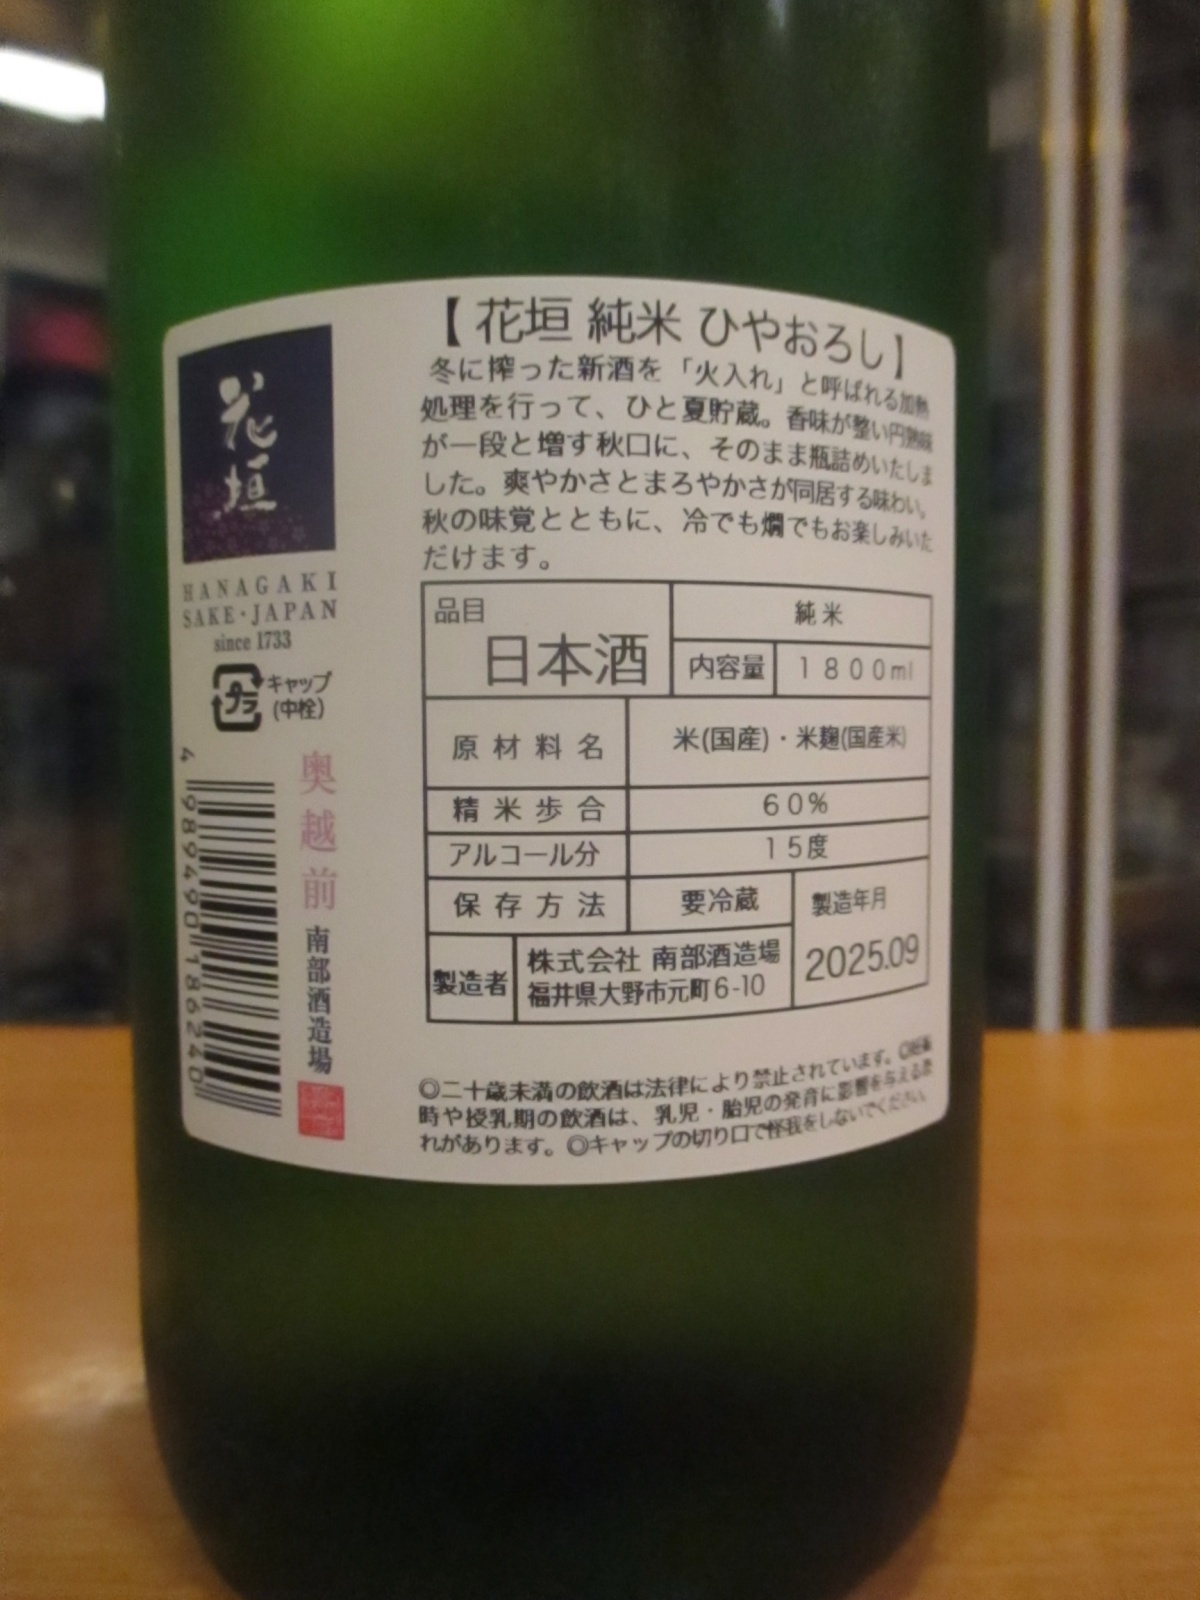 花垣
HANAGAKI
SAKE・JAPAN
since 1733
プラ
キャップ
(中栓)
奥越前 南部酒造場
4 989490 186240
【花垣 純米 ひやおろし】
冬に搾った新酒を「火入れ」と呼ばれる加熱
処理を行って、ひと夏貯蔵。香味が整い円熟味
が一段と増す秋口に、そのまま瓶詰めいたしま
した。爽やかさとまろやかさが同居する味わい。
秋の味覚とともに、冷でも燗でもお楽しみいた
だけます。
品目
日本酒
純米
内容量 1800ml
原材料名 米(国産)・米麹(国産米)
精米歩合 60%
アルコール分 15度
保存方法 要冷蔵
製造年月
2025.09
製造者
株式会社 南部酒造場
福井県大野市元町6-10
◎二十歳未満の飲酒は法律により禁止されています。◎妊娠
時や授乳期の飲酒は、乳児・胎児の発育に影響を与える恐
れがあります。◎キャップの切り口で怪我をしないでください。